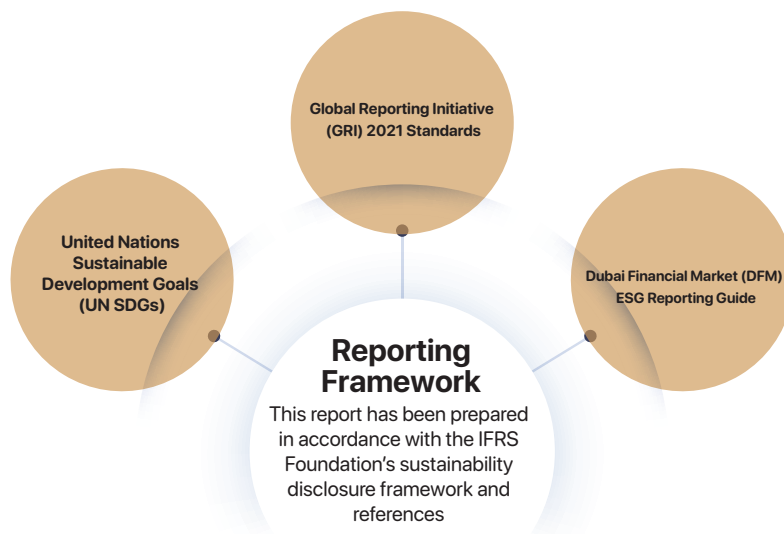 Global Reporting Initiative
(GRI) 2021 Standards
United Nations
Sustainable
Development Goals
(UN SDGs)
Dubai Financial Market (DFM)
ESG Reporting Guide
Reporting
Framework
This report has been prepared
in accordance with the IFRS
Foundation's sustainability
disclosure framework and
references